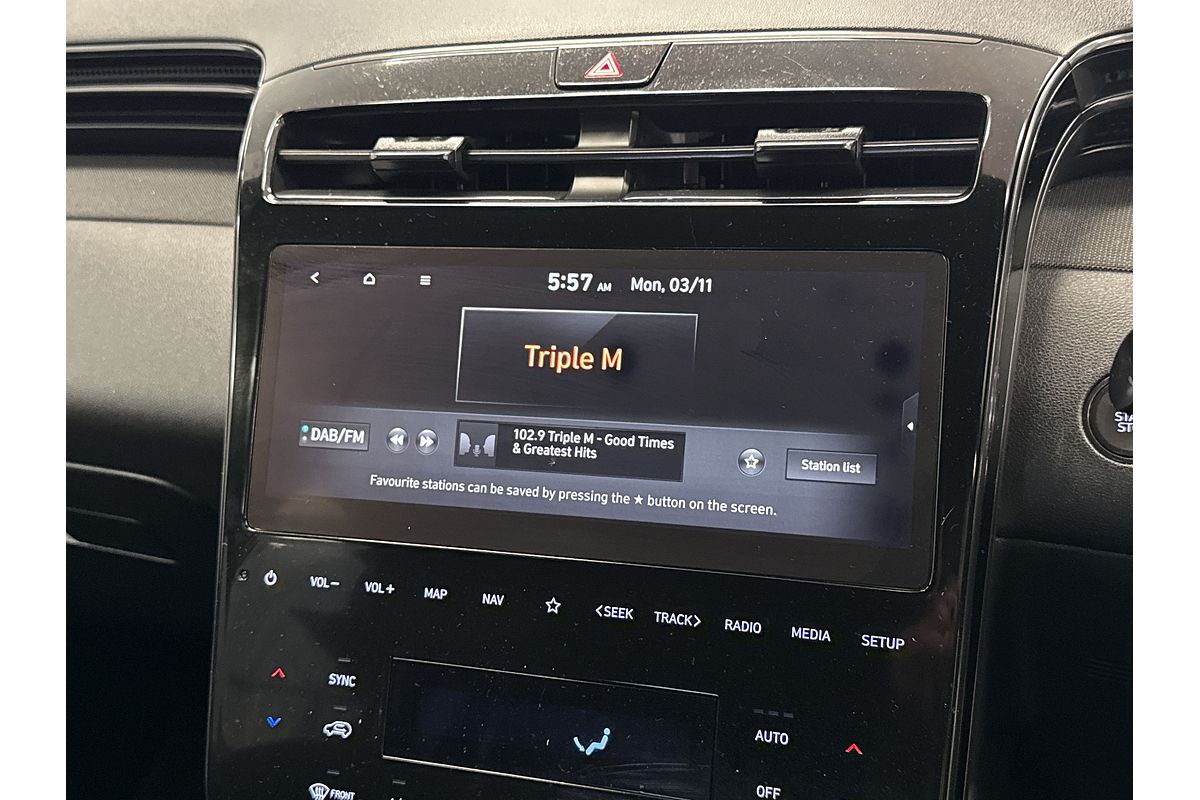 5:57 AM Mon, 03/11
Triple M
DAB/FM
102.9 Triple M - Good Times
& Greatest Hits
Station list
Favourite stations can be saved by pressing the ★ button on the screen.
VOL− VOL+ MAP NAV ☆ <SEEK TRACK> RADIO MEDIA SETUP
SYNC
AUTO
FRONT
OFF